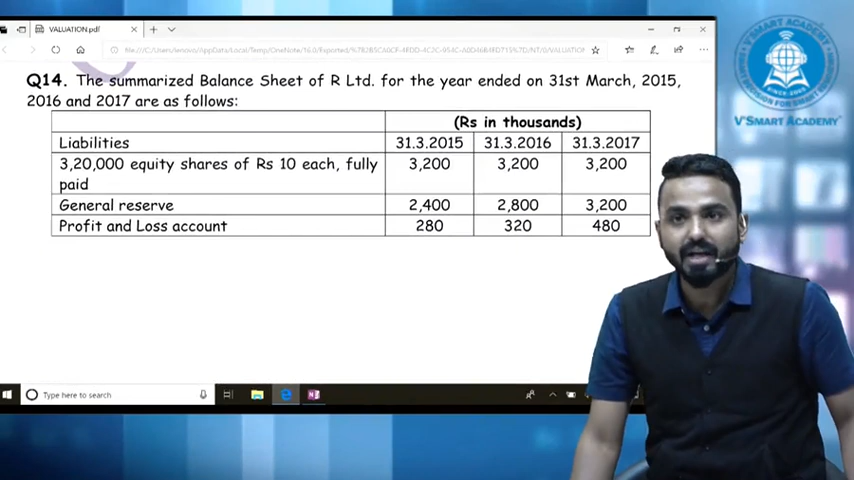 VALUATION.pdf
V'SMART ACADEMY
Q14. The summarized Balance Sheet of R Ltd. for the year ended on 31st March, 2015,
2016 and 2017 are as follows:
(Rs in thousands)
Liabilities 31.3.2015 31.3.2016 31.3.2017
3,20,000 equity shares of Rs 10 each, fully paid 3,200 3,200 3,200
General reserve 2,400 2,800 3,200
Profit and Loss account 280 320 480
Type here to search
V'SMART ACADEMY